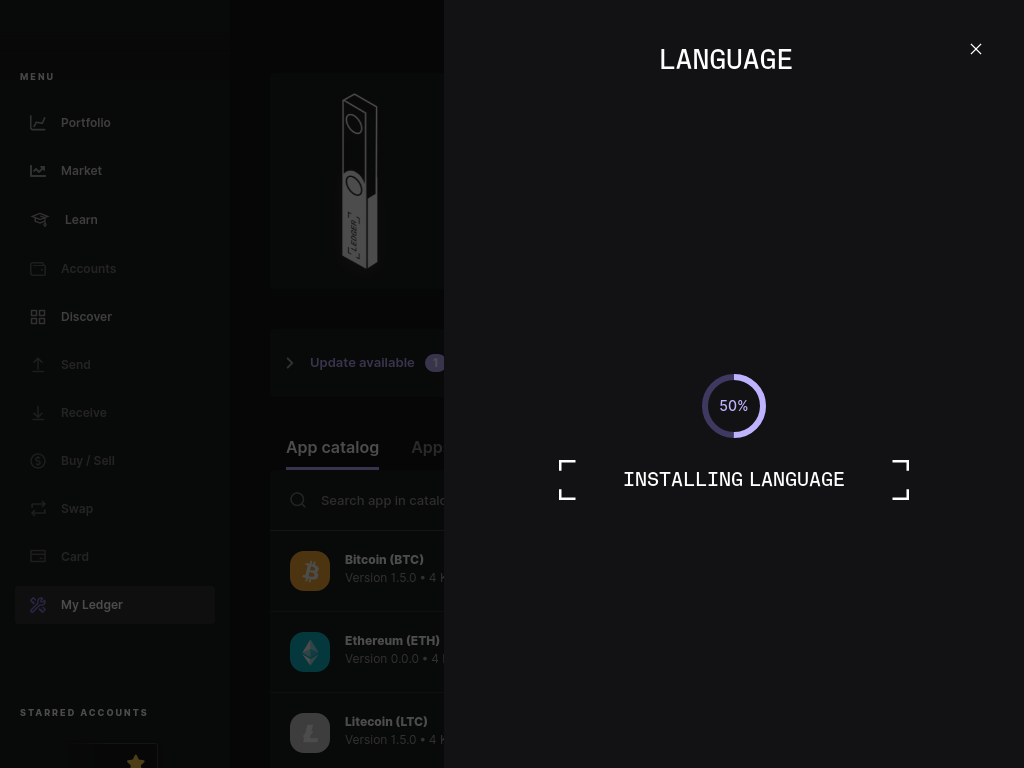 MENU
Portfolio
Market
Learn
Accounts
Discover
Send
Receive
Buy / Sell
Swap
Card
My Ledger
STARRED ACCOUNTS
LEDGER
Update available 1
App catalog App
Search app in catalo
Bitcoin (BTC)
Version 1.5.0 • 4 K
Ethereum (ETH)
Version 0.0.0 • 4
Litecoin (LTC)
Version 1.5.0 • 4 K
LANGUAGE
50%
INSTALLING LANGUAGE